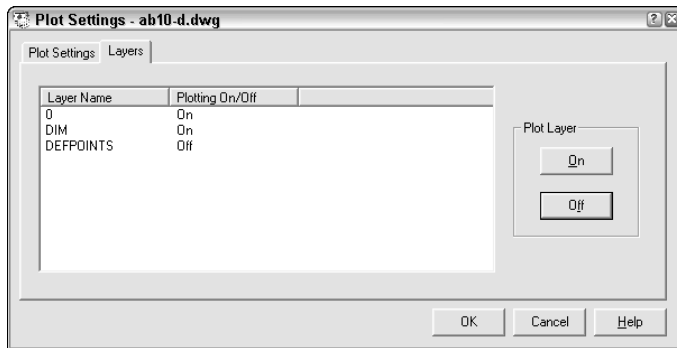 Plot Settings - ab10-d.dwg
Plot Settings Layers
Layer Name Plotting On/Off
0 On
DIM On
DEFPOINTS Off
Plot Layer
On
Off
OK Cancel Help